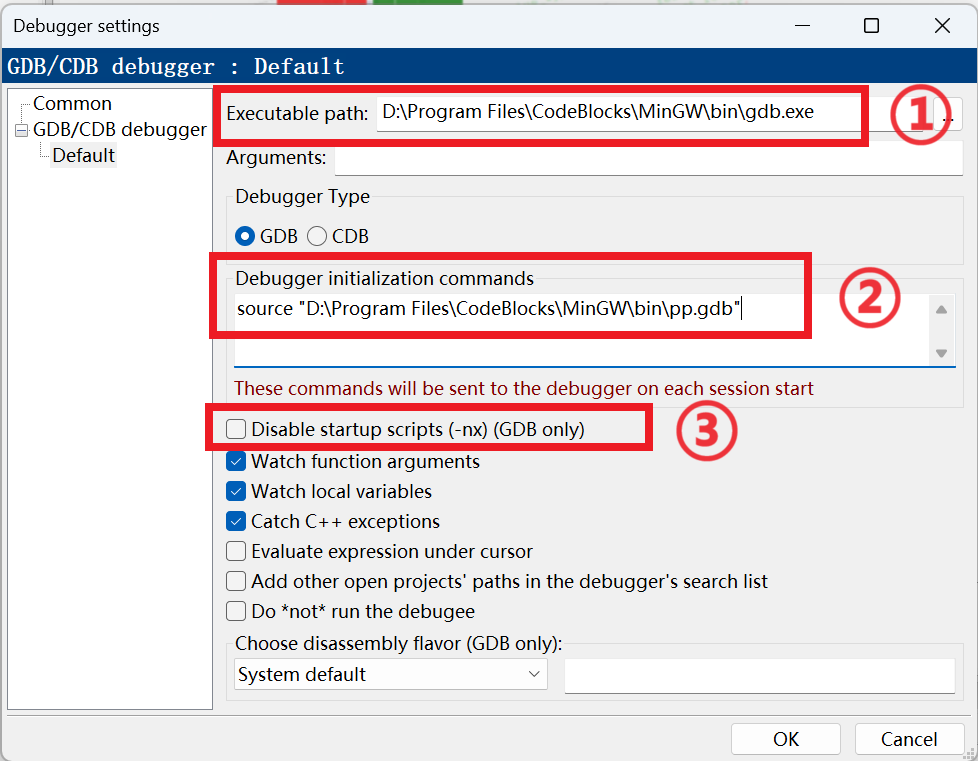 Debugger settings
GDB/CDB debugger : Default
Common
GDB/CDB debugger
Default
Executable path: D:\Program Files\CodeBlocks\MinGW\bin\gdb.exe ① ..
Arguments:
Debugger Type
GDB CDB
Debugger initialization commands
source "D:\Program Files\CodeBlocks\MinGW\bin\pp.gdb" ②
These commands will be sent to the debugger on each session start
Disable startup scripts (-nx) (GDB only) ③
Watch function arguments
Watch local variables
Catch C++ exceptions
Evaluate expression under cursor
Add other open projects' paths in the debugger's search list
Do *not* run the debugee
Choose disassembly flavor (GDB only):
System default
OK Cancel